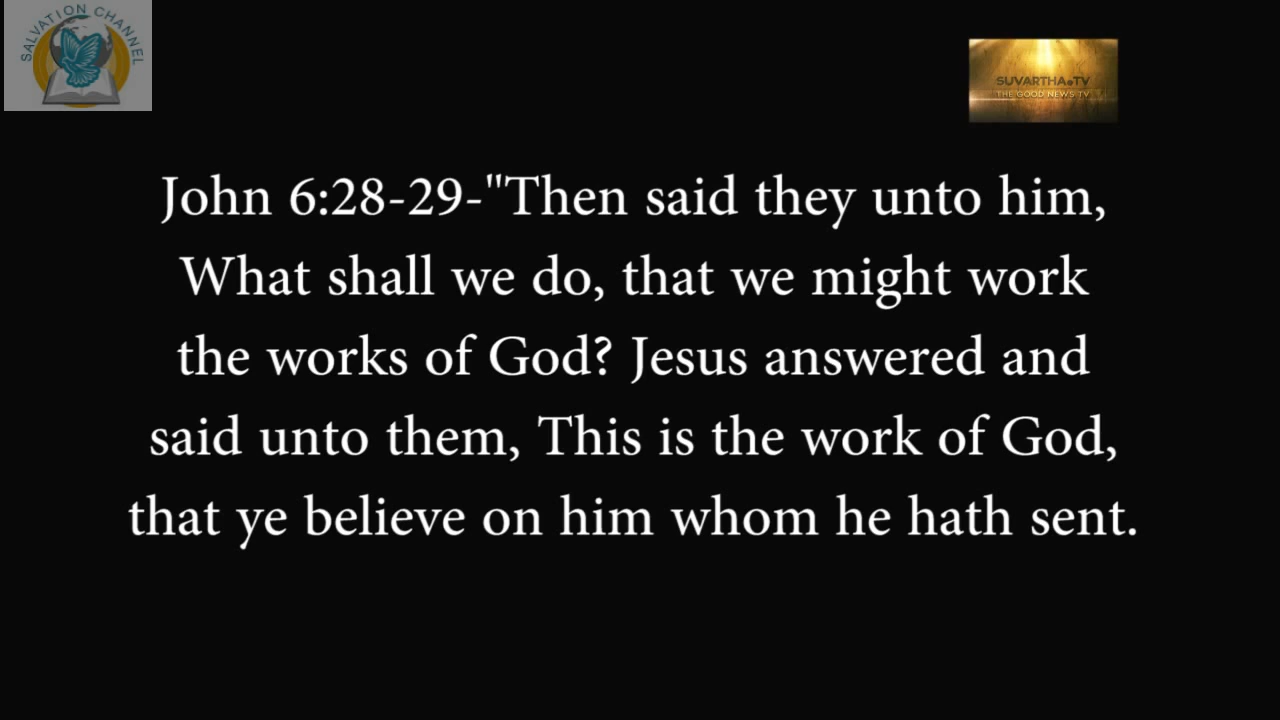 SALVATION CHANNEL
SUVARTHA.TV
THE GOOD NEWS TV
John 6:28-29-"Then said they unto him,
What shall we do, that we might work
the works of God? Jesus answered and
said unto them, This is the work of God,
that ye believe on him whom he hath sent.